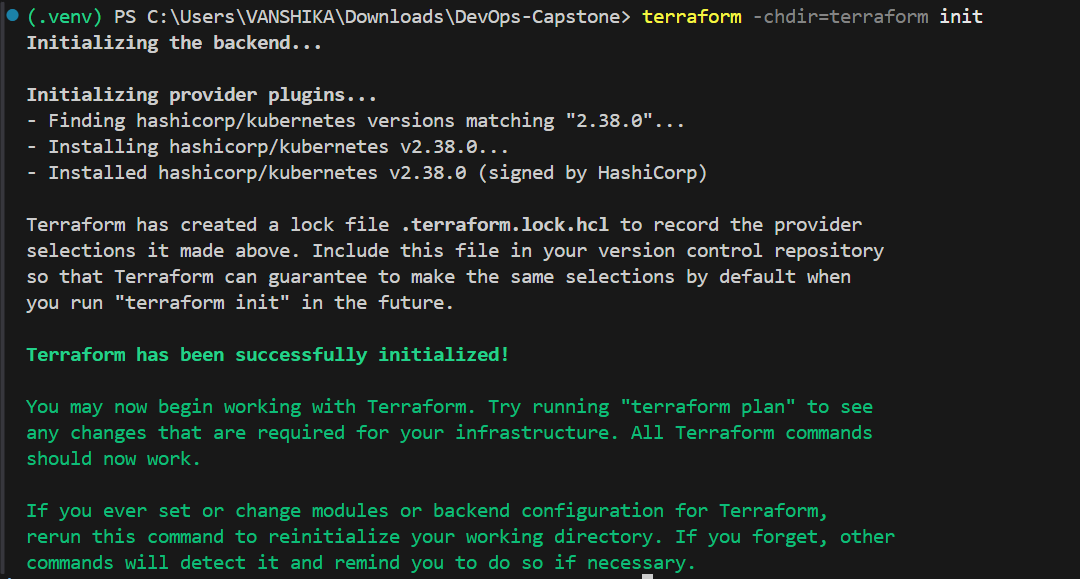 (.venv) PS C:\Users\VANSHIKA\Downloads\DevOps-Capstone> terraform -chdir=terraform init
Initializing the backend...
Initializing provider plugins...
- Finding hashicorp/kubernetes versions matching "2.38.0"...
- Installing hashicorp/kubernetes v2.38.0...
- Installed hashicorp/kubernetes v2.38.0 (signed by HashiCorp)
Terraform has created a lock file .terraform.lock.hcl to record the provider
selections it made above. Include this file in your version control repository
so that Terraform can guarantee to make the same selections by default when
you run "terraform init" in the future.
Terraform has been successfully initialized!
You may now begin working with Terraform. Try running "terraform plan" to see
any changes that are required for your infrastructure. All Terraform commands
should now work.
If you ever set or change modules or backend configuration for Terraform,
rerun this command to reinitialize your working directory. If you forget, other
commands will detect it and remind you to do so if necessary.